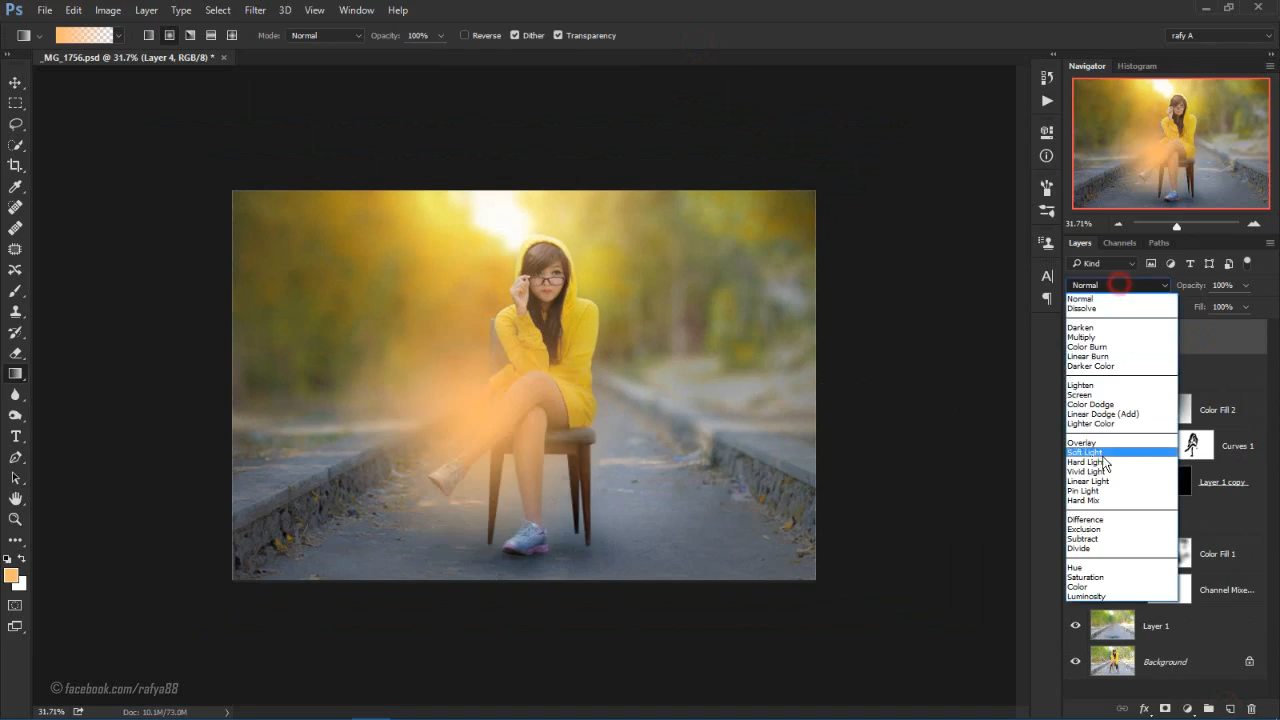 Ps File Edit Image Layer Type Select Filter 3D View Window Help
Mode: Normal Opacity: 100% Reverse Dither Transparency rafy A
_MG_1756.psd @ 31.7% (Layer 4, RGB/8) * ×
Navigator Histogram
31.71%
Layers Channels Paths
Kind
Normal Opacity: 100%
Fill: 100%
Normal
Dissolve
Darken
Multiply
Color Burn
Linear Burn
Darker Color
Lighten
Screen
Color Dodge
Linear Dodge (Add)
Lighter Color
Overlay
Soft Light
Hard Light
Vivid Light
Linear Light
Pin Light
Hard Mix
Difference
Exclusion
Subtract
Divide
Hue
Saturation
Color
Luminosity
Color Fill 2
Curves 1
Layer 1 copy
Color Fill 1
Channel Mixe...
Layer 1
Background
© facebook.com/rafya88
31.71% Doc: 10.1M/73.0M